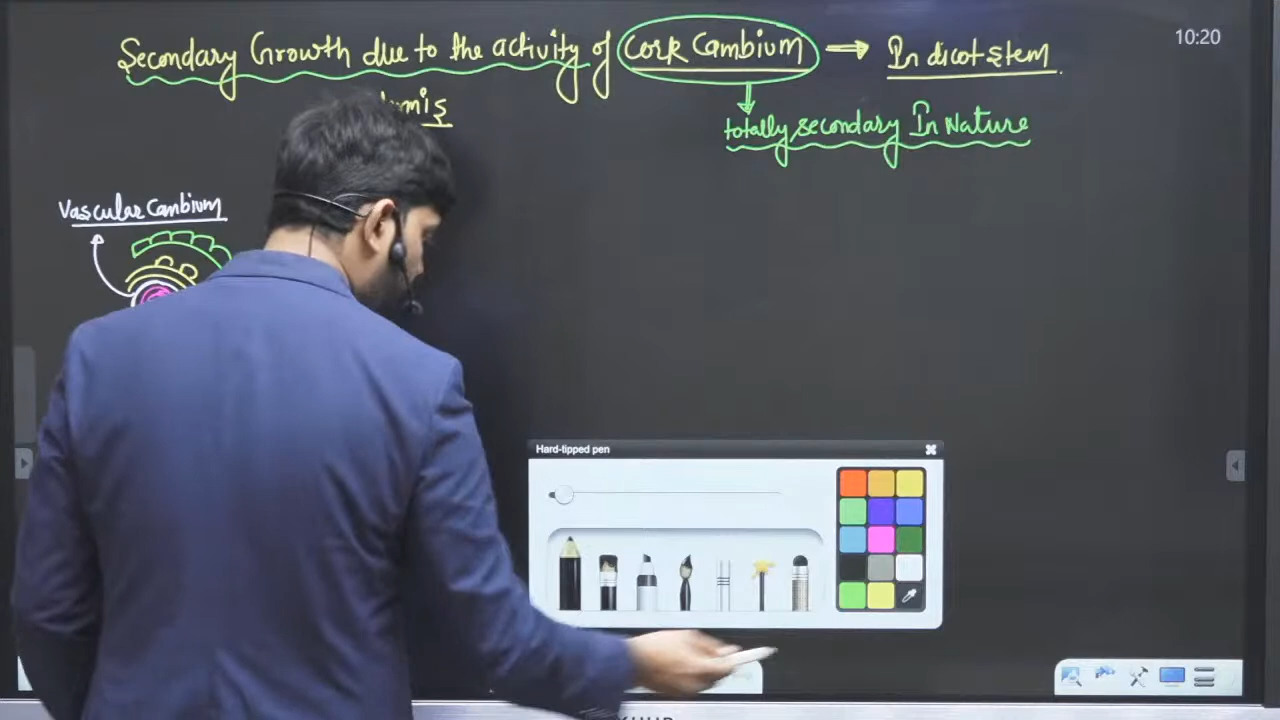 Secondary Growth due to the activity of Cork Cambium → In dicot stem
10:20
totally secondary In Nature
Vascular Cambium
Hard-tipped pen